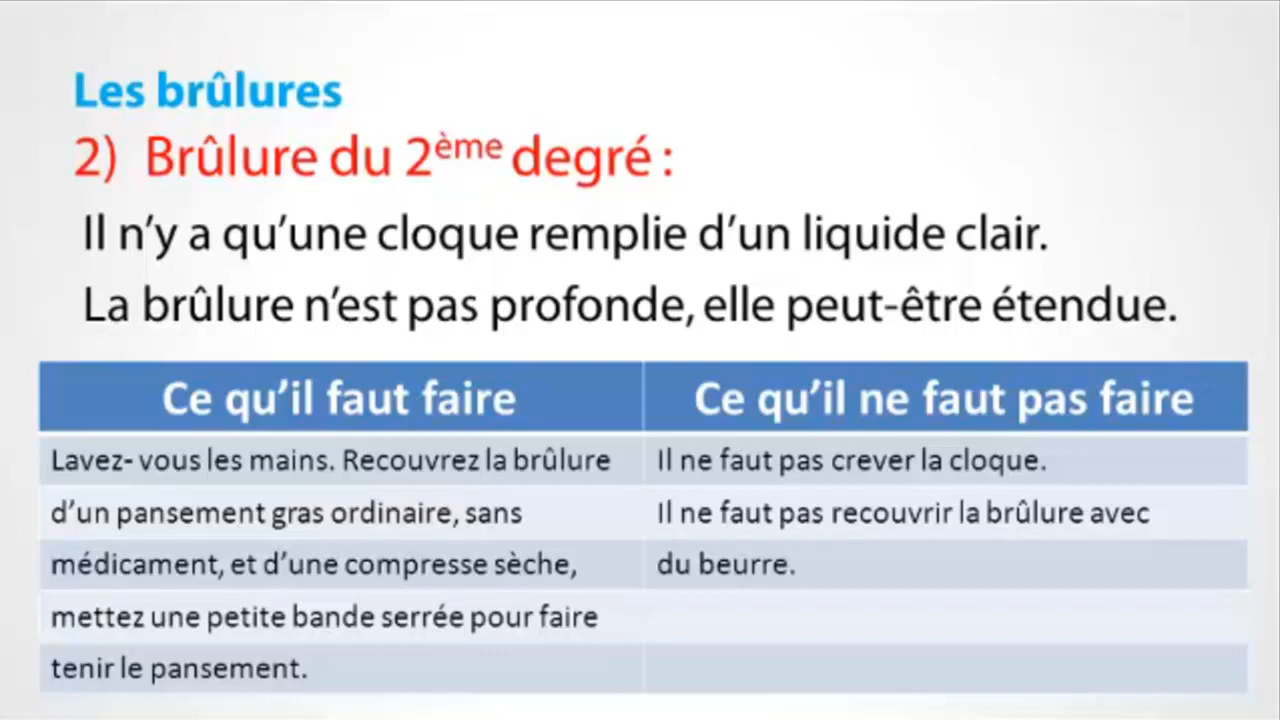 Les brûlures
2) Brûlure du 2ème degré :
Il n’y a qu’une cloque remplie d’un liquide clair.
La brûlure n’est pas profonde, elle peut-être étendue.
Ce qu’il faut faire
Ce qu’il ne faut pas faire
Lavez- vous les mains. Recouvrez la brûlure
d’un pansement gras ordinaire, sans
médicament, et d’une compresse sèche,
mettez une petite bande serrée pour faire
tenir le pansement.
Il ne faut pas crever la cloque.
Il ne faut pas recouvrir la brûlure avec
du beurre.